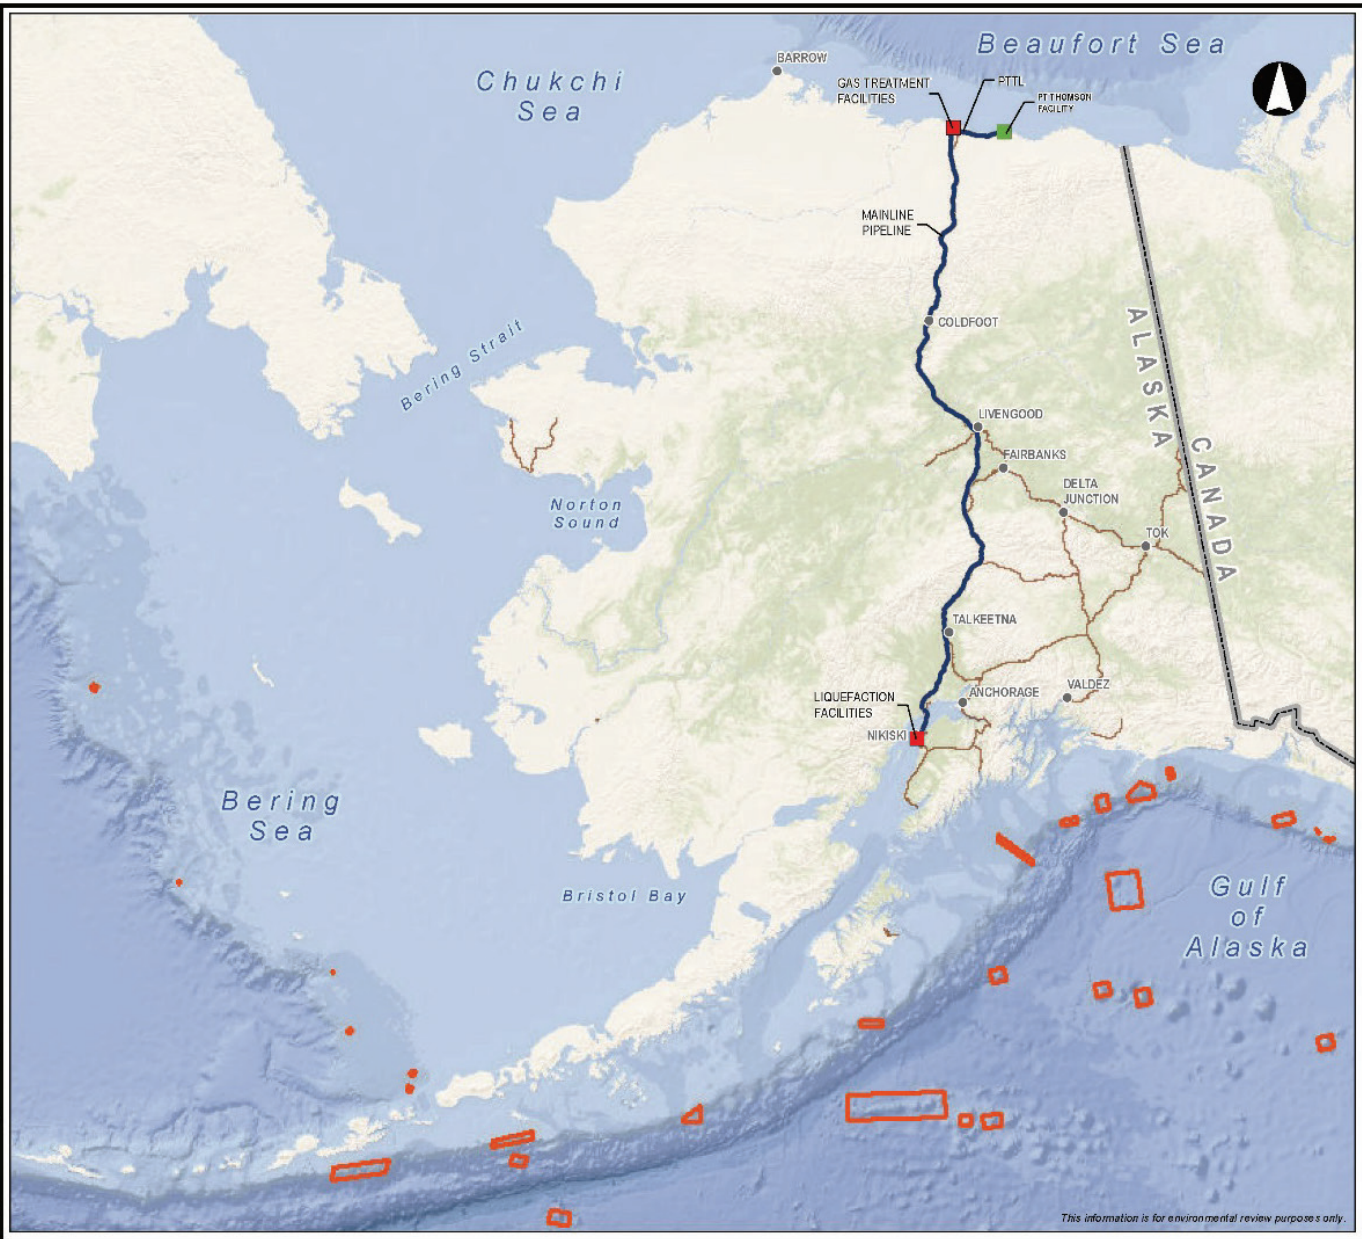 Beaufort Sea
BARROW
Chukchi
Sea
GAS TREATMENT
FACILITIES
PTTL
PT THOMSON
FACILITY
MAINLINE
PIPELINE
COLDFOOT
ALASKA
CANADA
Bering Strait
LIVENGOOD
FAIRBANKS
DELTA
JUNCTION
Norton
Sound
TOK
TALKEETNA
LIQUEFACTION
FACILITIES
ANCHORAGE
VALDEZ
NIKISKI
Bering
Sea
Bristol Bay
Gulf
of
Alaska
This information is for environmental review purposes only.